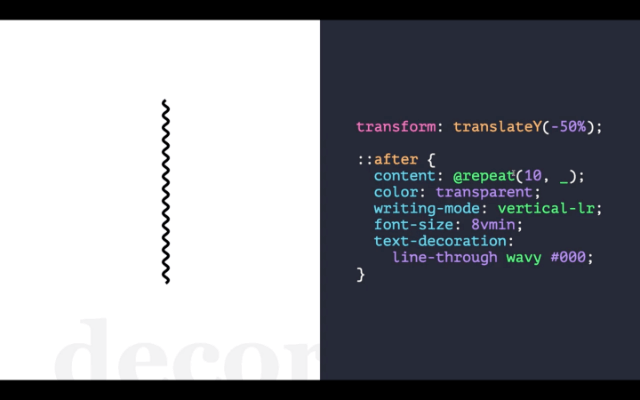 transform: translateY(-50%);
::after {
content: @repeat(10, _);
color: transparent;
writing-mode: vertical-lr;
font-size: 8vmin;
text-decoration:
line-through wavy #000;
}
decor